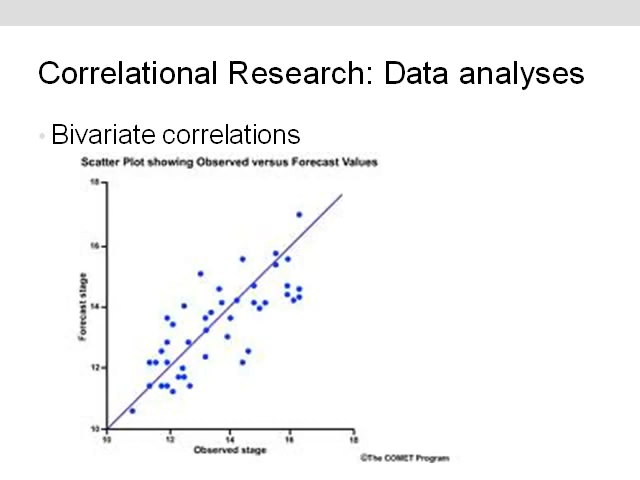 Correlational Research: Data analyses
• Bivariate correlations
Scatter Plot showing Observed versus Forecast Values
18
16
14
12
10
Forecast stage
10 12 14 16 18
Observed stage
©The COMET Program